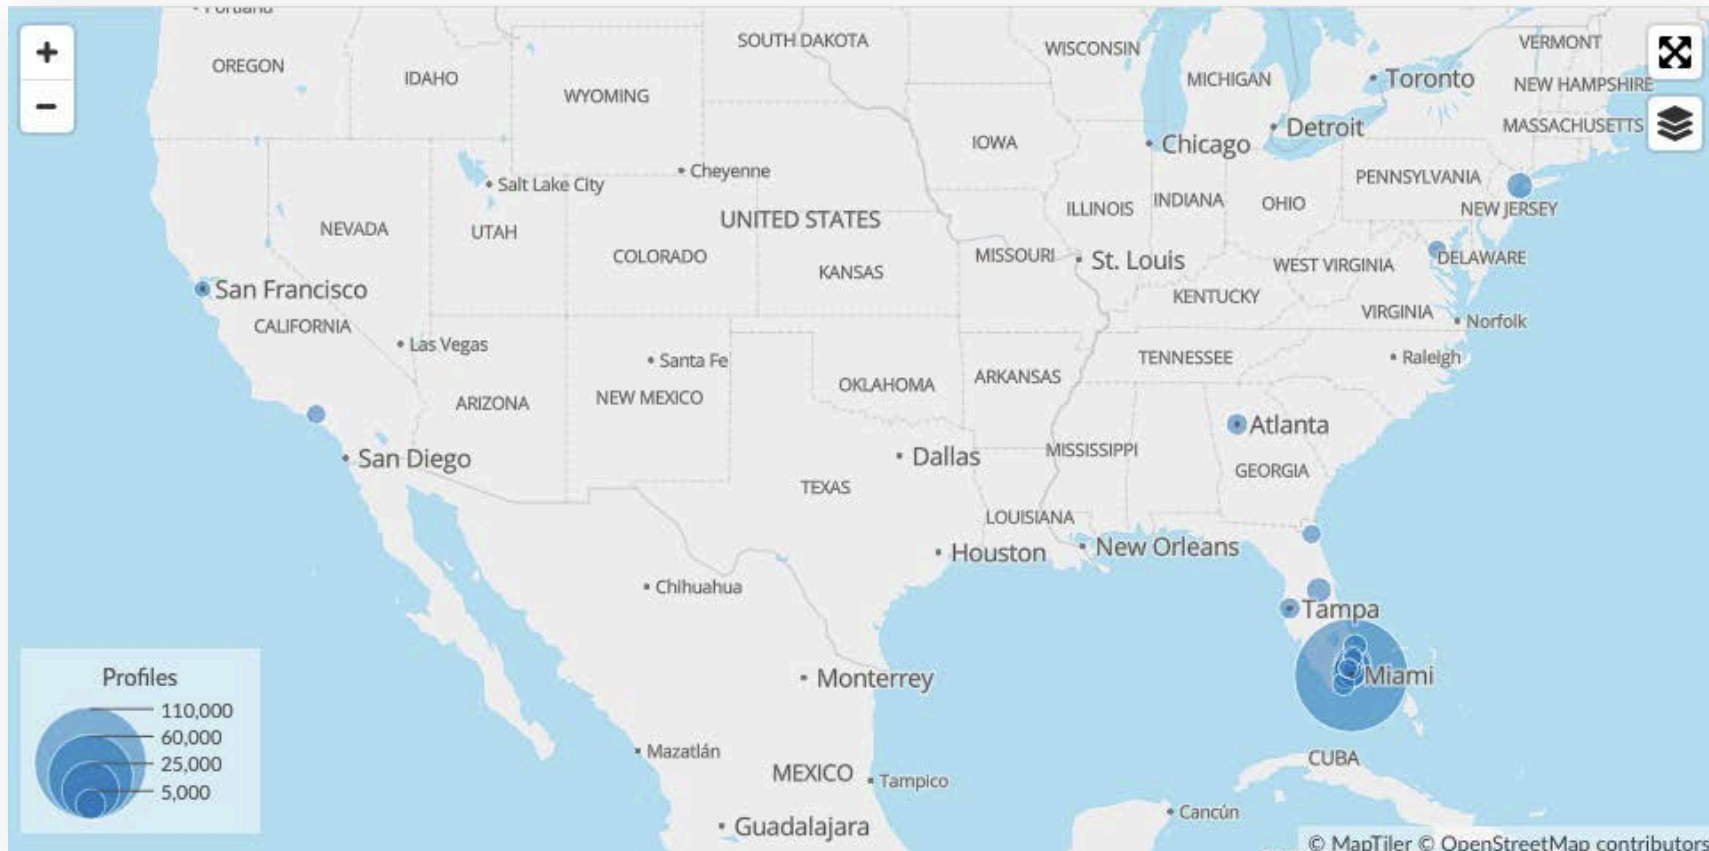 Portland
SOUTH DAKOTA
WISCONSIN
VERMONT
OREGON
IDAHO
WYOMING
MICHIGAN
Toronto
NEW HAMPSHIRE
MASSACHUSETTS
IOWA
Chicago
Detroit
Salt Lake City
Cheyenne
PENNSYLVANIA
NEVADA
UTAH
UNITED STATES
ILLINOIS
INDIANA
OHIO
NEW JERSEY
COLORADO
KANSAS
MISSOURI
St. Louis
WEST VIRGINIA
DELAWARE
San Francisco
KENTUCKY
CALIFORNIA
VIRGINIA
Norfolk
Las Vegas
Santa Fe
TENNESSEE
Raleigh
ARIZONA
NEW MEXICO
OKLAHOMA
ARKANSAS
Atlanta
San Diego
Dallas
MISSISSIPPI
GEORGIA
TEXAS
LOUISIANA
Houston
New Orleans
Chihuahua
Tampa
Monterrey
Miami
Profiles
110,000
60,000
25,000
5,000
Mazatlán
MEXICO
Tampico
CUBA
Cancún
Guadalajara
© MapTiler © OpenStreetMap contributors